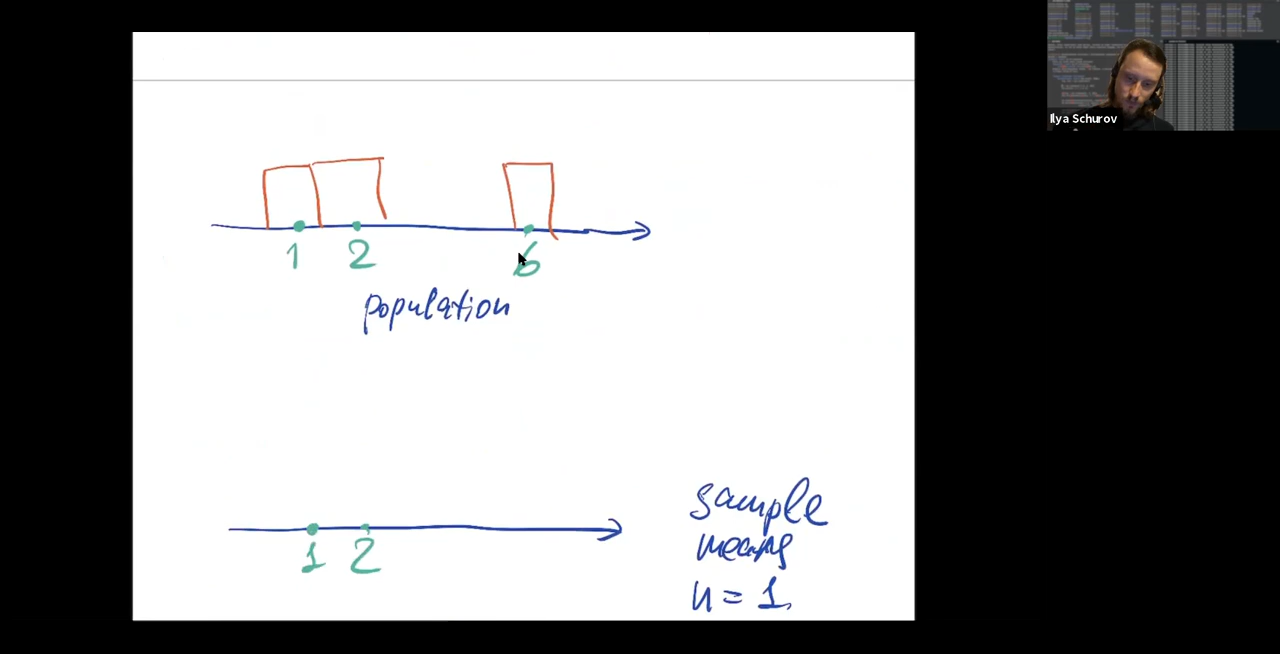 Ilya Schurov
1 2 6
population
sample
means
1 2
n = 1.